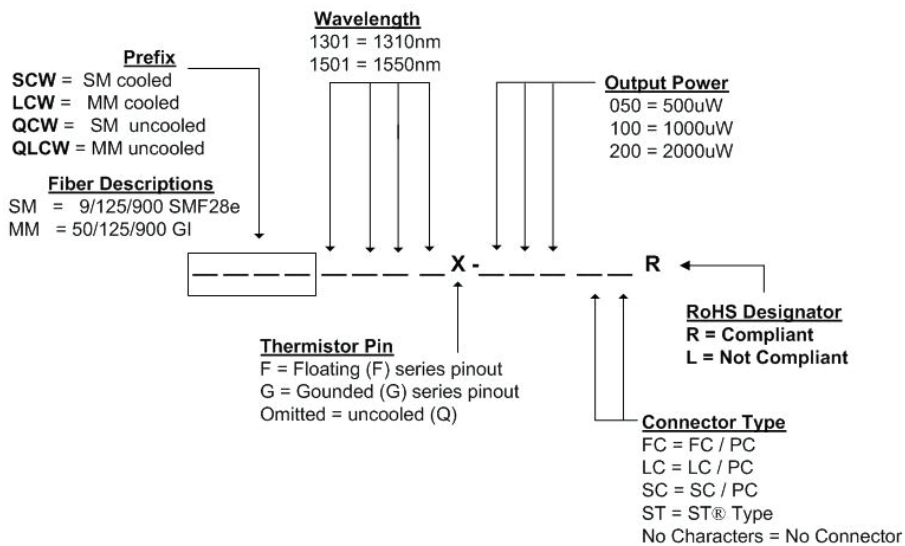 Wavelength
1301 = 1310nm
1501 = 1550nm
Prefix
SCW = SM cooled
LCW = MM cooled
QCW = SM uncooled
QLCW = MM uncooled
Output Power
050 = 500uW
100 = 1000uW
200 = 2000uW
Fiber Descriptions
SM = 9/125/900 SMF28e
MM = 50/125/900 GI
X - R
RoHS Designator
R = Compliant
L = Not Compliant
Thermistor Pin
F = Floating (F) series pinout
G = Gounded (G) series pinout
Omitted = uncooled (Q)
Connector Type
FC = FC / PC
LC = LC / PC
SC = SC / PC
ST = ST® Type
No Characters = No Connector